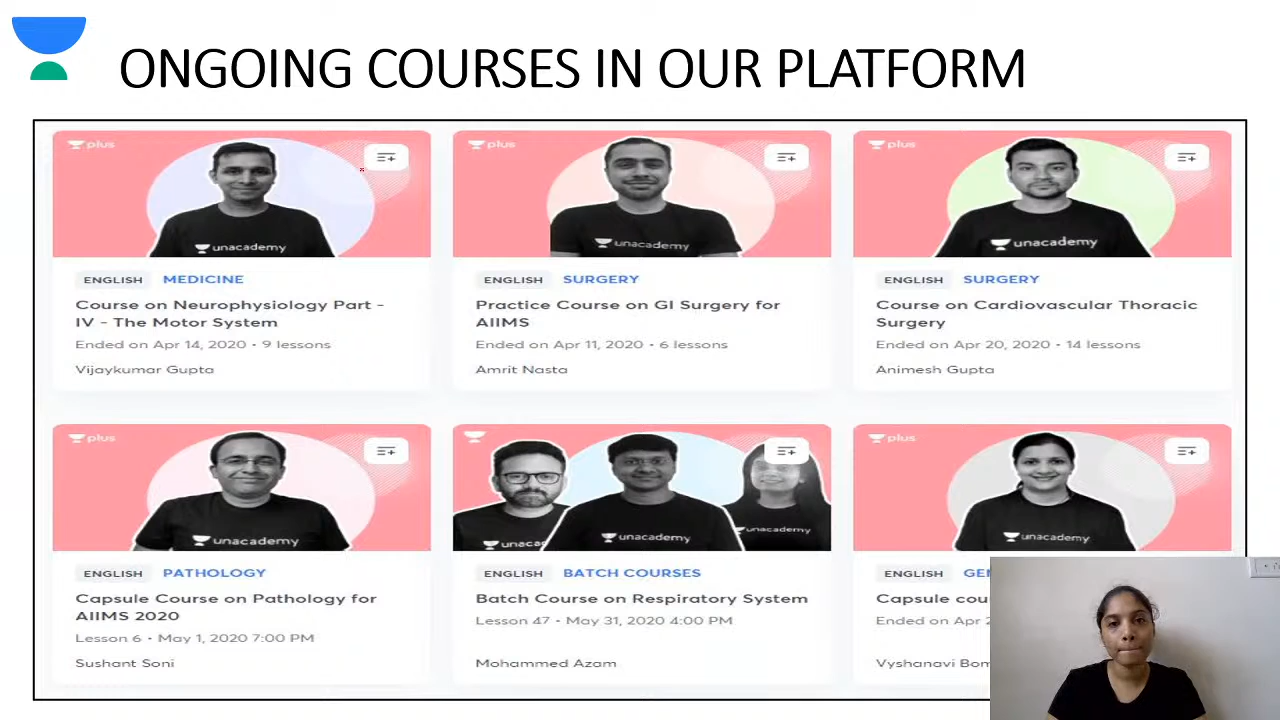 ONGOING COURSES IN OUR PLATFORM
plus
unacademy
ENGLISH MEDICINE
Course on Neurophysiology Part -
IV - The Motor System
Ended on Apr 14, 2020 • 9 lessons
Vijaykumar Gupta
plus
unacademy
ENGLISH SURGERY
Practice Course on GI Surgery for
AIIMS
Ended on Apr 11, 2020 • 6 lessons
Amrit Nasta
plus
unacademy
ENGLISH SURGERY
Course on Cardiovascular Thoracic
Surgery
Ended on Apr 20, 2020 • 14 lessons
Animesh Gupta
plus
unacademy
ENGLISH PATHOLOGY
Capsule Course on Pathology for
AIIMS 2020
Lesson 6 • May 1, 2020 7:00 PM
Sushant Soni
unacademy
unacademy
ENGLISH BATCH COURSES
Batch Course on Respiratory System
Lesson 47 • May 31, 2020 4:00 PM
Mohammed Azam
plus
unacademy
ENGLISH
Capsule
Ended on Apr
Vyshanavi